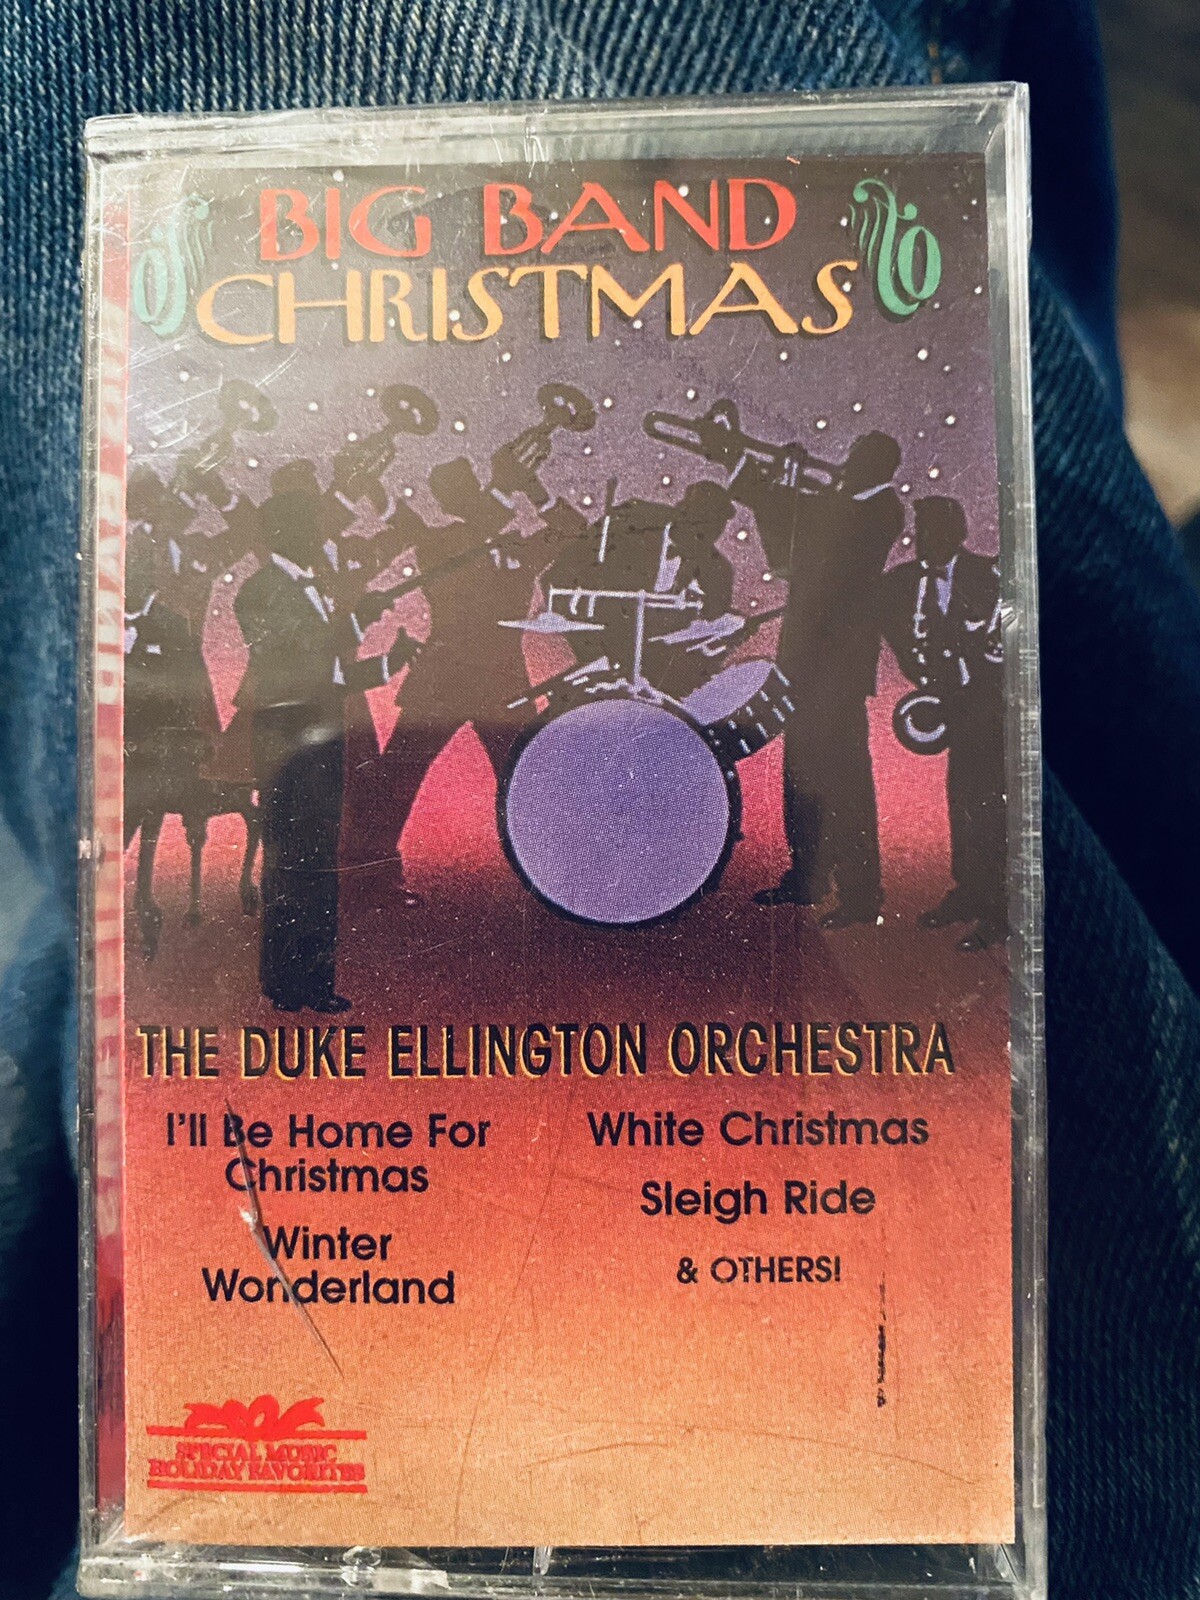 BIG BAND
CHRISTMAS
THE DUKE ELLINGTON ORCHESTRA
I'll Be Home For
Christmas
Winter
Wonderland
White Christmas
Sleigh Ride
& OTHERS!
SPECIAL MUSIC
HOLIDAY FAVORITES